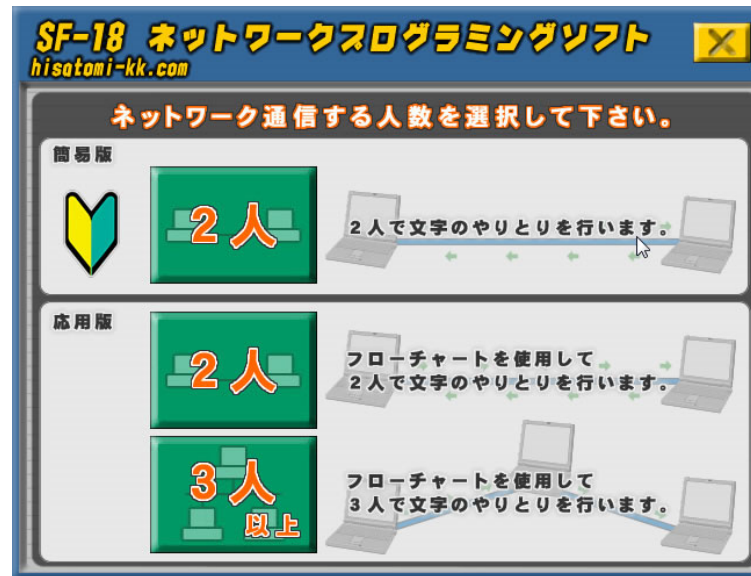 SF-18 ネットワークプログラミングソフト
hisatomi-kk.com
ネットワーク通信する人数を選択して下さい。
簡易版
2人
2人で文字のやりとりを行います。
応用版
2人
フローチャートを使用して
2人で文字のやりとりを行います。
3人
以上
フローチャートを使用して
3人で文字のやりとりを行います。